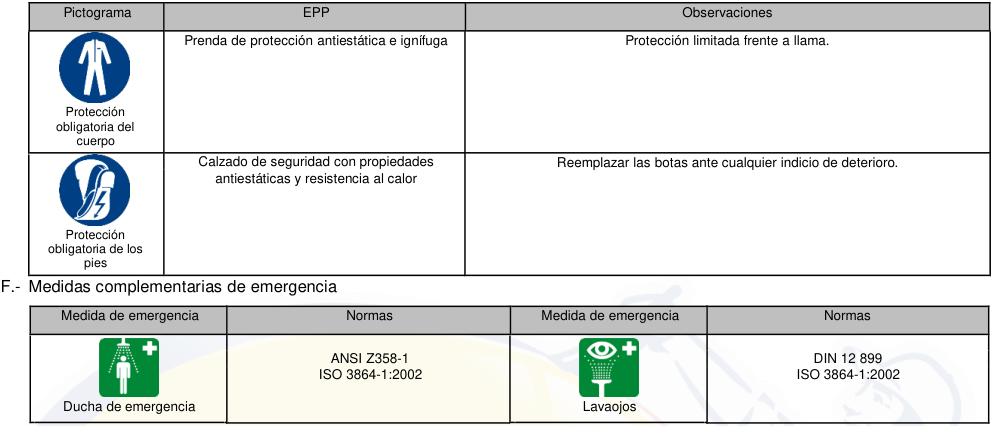 Pictograma EPP Observaciones
Prenda de protección antiestática e ignífuga Protección limitada frente a llama.
Protección
obligatoria del
cuerpo
Calzado de seguridad con propiedades Reemplazar las botas ante cualquier indicio de deterioro.
antiestáticas y resistencia al calor
Protección
obligatoria de los
pies
F.- Medidas complementarias de emergencia
Medida de emergencia Normas Medida de emergencia Normas
ANSI Z358-1 DIN 12 899
ISO 3864-1:2002 ISO 3864-1:2002
Ducha de emergencia Lavaojos